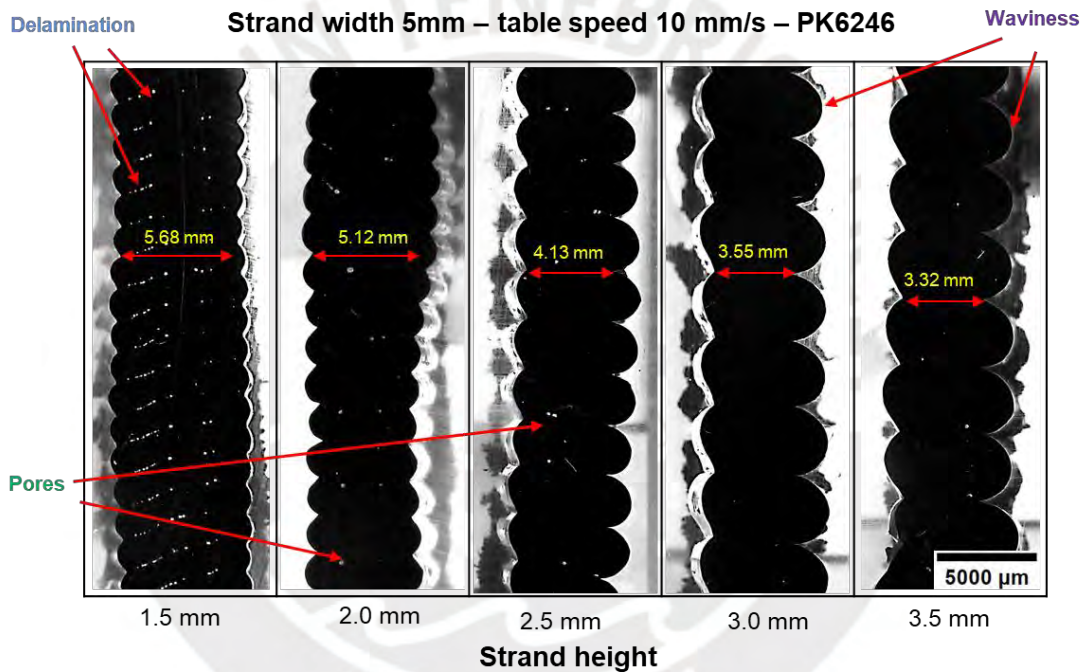 Strand width 5mm – table speed 10 mm/s – PK6246
Delamination
Waviness
5.68 mm
5.12 mm
4.13 mm
3.55 mm
3.32 mm
Pores
5000 µm
1.5 mm
2.0 mm
2.5 mm
3.0 mm
3.5 mm
Strand height